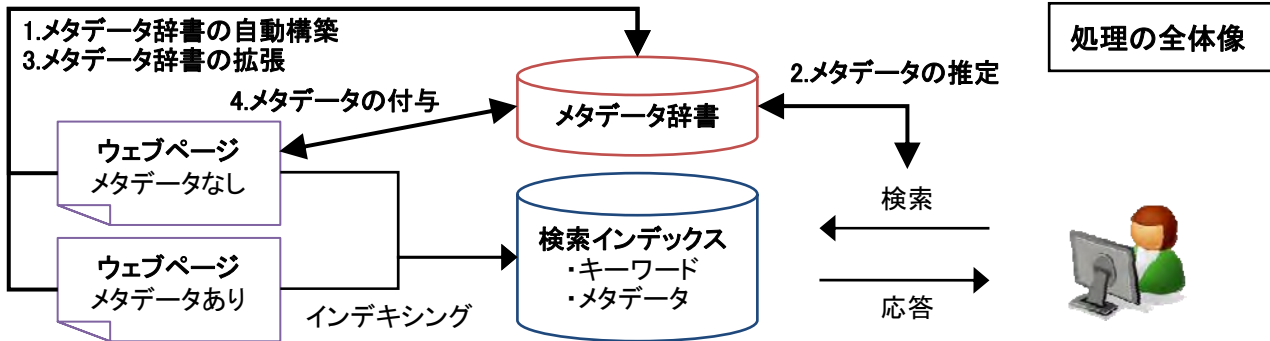 1.メタデータ辞書の自動構築
3.メタデータ辞書の拡張
処理の全体像
2.メタデータの推定
4.メタデータの付与
メタデータ辞書
ウェブページ
メタデータなし
検索
検索インデックス
・キーワード
・メタデータ
ウェブページ
メタデータあり
インデキシング
応答